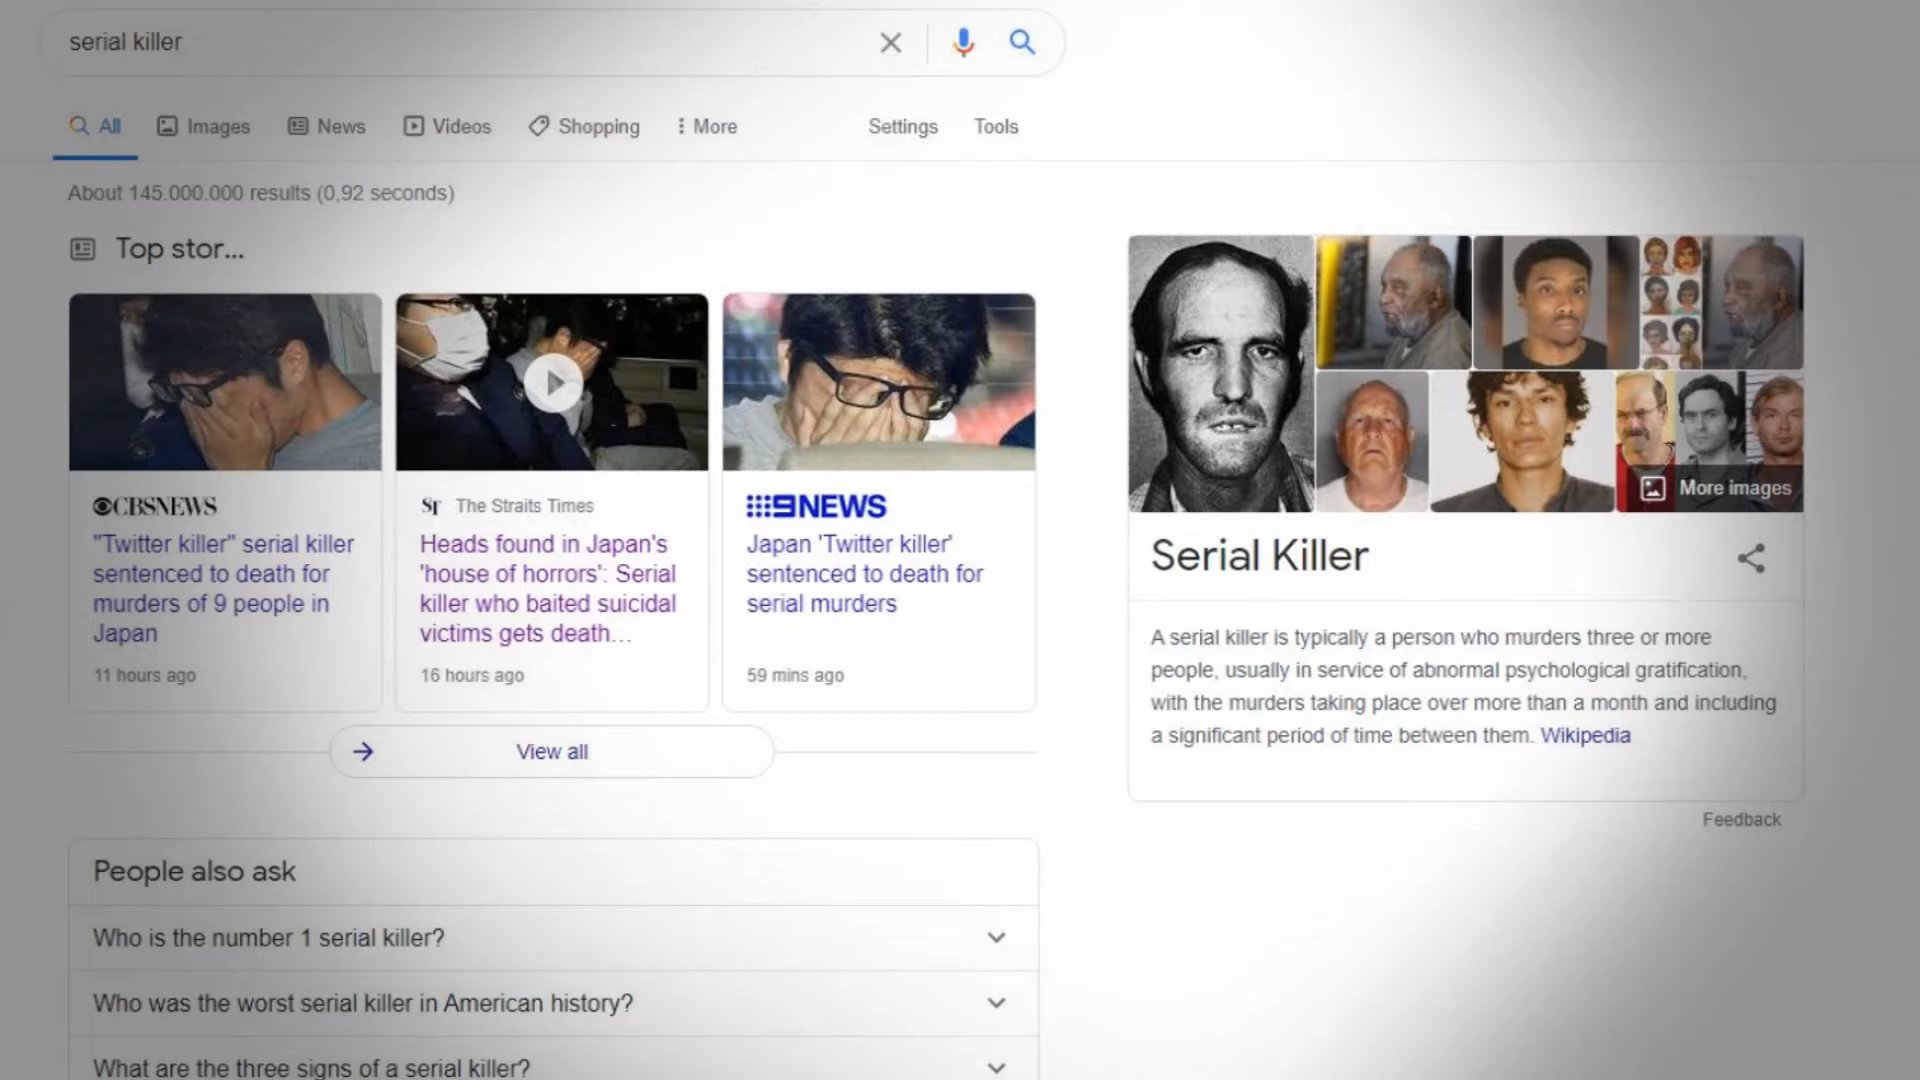 serial killer
All
Images
News
Videos
Shopping
More
Settings
Tools
About 145.000.000 results (0,92 seconds)
Top stor...
CBSNEWS
"Twitter killer" serial killer
sentenced to death for
murders of 9 people in
Japan
11 hours ago
ST The Straits Times
Heads found in Japan's
'house of horrors': Serial
killer who baited suicidal
victims gets death...
16 hours ago
9NEWS
Japan 'Twitter killer'
sentenced to death for
serial murders
59 mins ago
View all
People also ask
Who is the number 1 serial killer?
Who was the worst serial killer in American history?
What are the three signs of a serial killer?
More images
Serial Killer
A serial killer is typically a person who murders three or more
people, usually in service of abnormal psychological gratification,
with the murders taking place over more than a month and including
a significant period of time between them. Wikipedia
Feedback